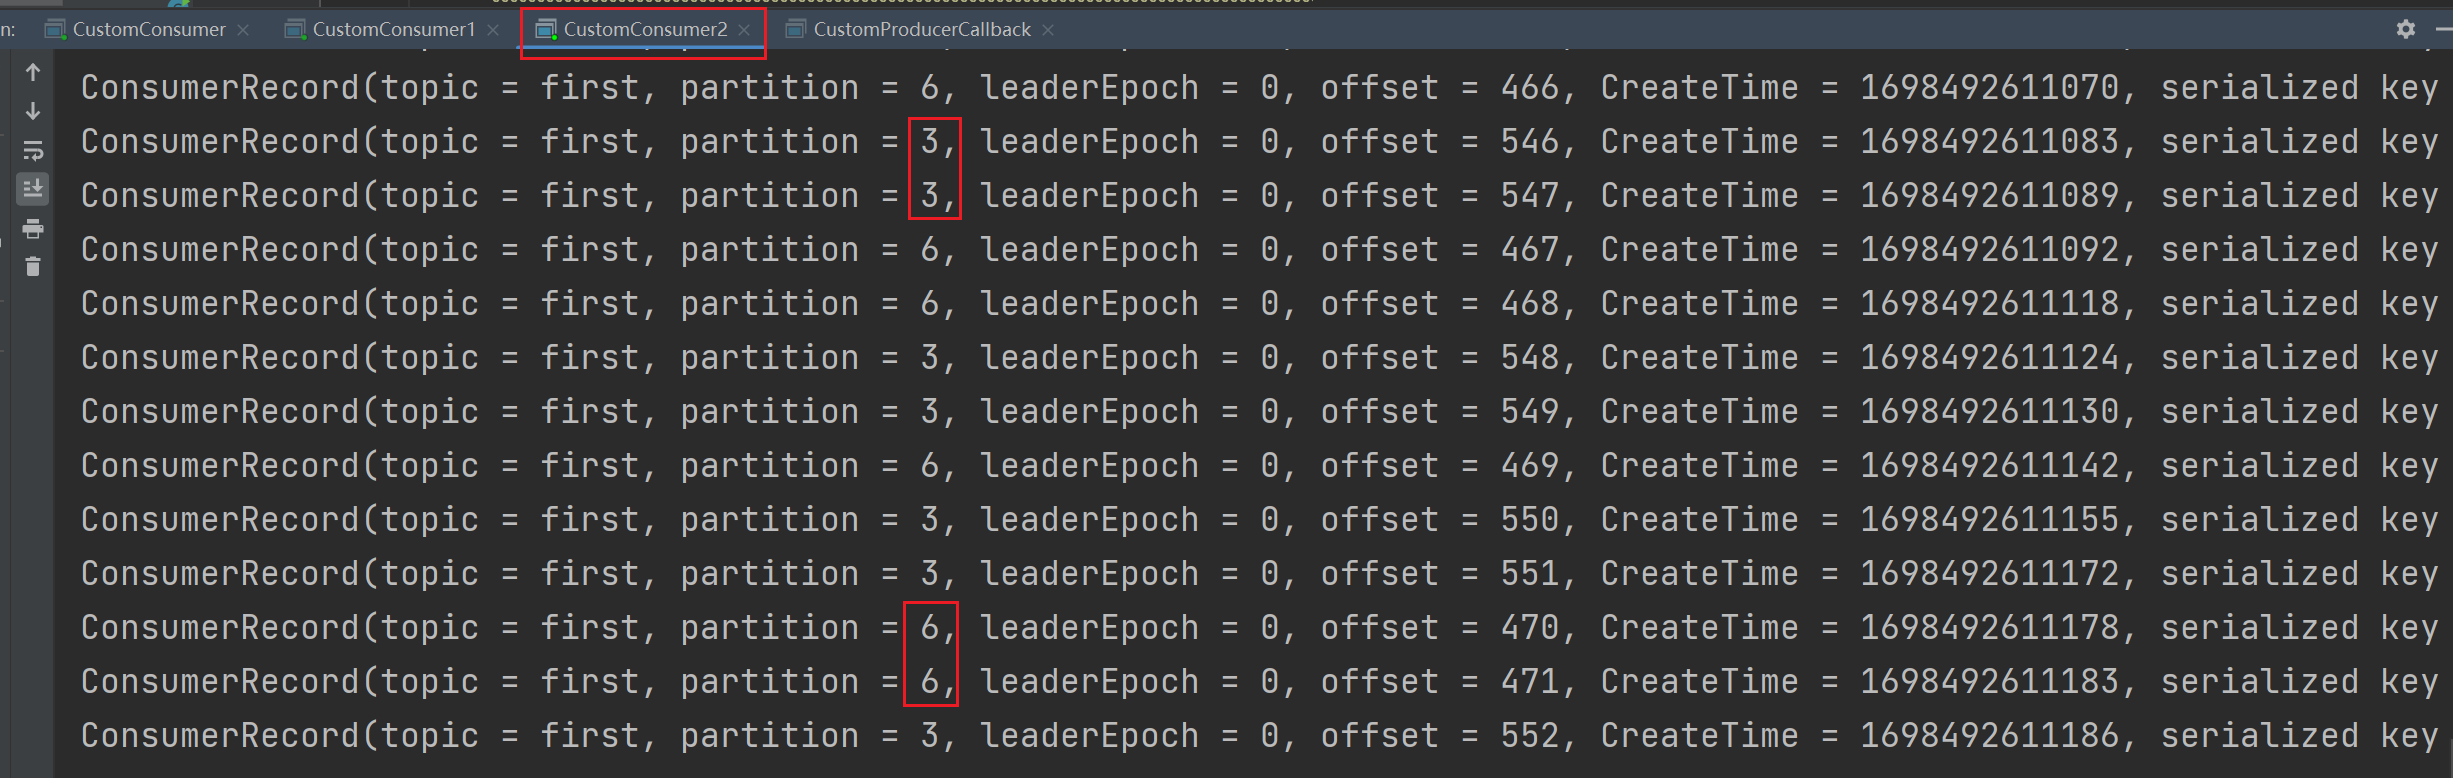 n: CustomConsumer CustomConsumer1 CustomConsumer2 CustomProducerCallback
ConsumerRecord(topic = first, partition = 6, leaderEpoch = 0, offset = 466, CreateTime = 1698492611070, serialized key
ConsumerRecord(topic = first, partition = 3, leaderEpoch = 0, offset = 546, CreateTime = 1698492611083, serialized key
ConsumerRecord(topic = first, partition = 3, leaderEpoch = 0, offset = 547, CreateTime = 1698492611089, serialized key
ConsumerRecord(topic = first, partition = 6, leaderEpoch = 0, offset = 467, CreateTime = 1698492611092, serialized key
ConsumerRecord(topic = first, partition = 6, leaderEpoch = 0, offset = 468, CreateTime = 1698492611118, serialized key
ConsumerRecord(topic = first, partition = 3, leaderEpoch = 0, offset = 548, CreateTime = 1698492611124, serialized key
ConsumerRecord(topic = first, partition = 3, leaderEpoch = 0, offset = 549, CreateTime = 1698492611130, serialized key
ConsumerRecord(topic = first, partition = 6, leaderEpoch = 0, offset = 469, CreateTime = 1698492611142, serialized key
ConsumerRecord(topic = first, partition = 3, leaderEpoch = 0, offset = 550, CreateTime = 1698492611155, serialized key
ConsumerRecord(topic = first, partition = 3, leaderEpoch = 0, offset = 551, CreateTime = 1698492611172, serialized key
ConsumerRecord(topic = first, partition = 6, leaderEpoch = 0, offset = 470, CreateTime = 1698492611178, serialized key
ConsumerRecord(topic = first, partition = 6, leaderEpoch = 0, offset = 471, CreateTime = 1698492611183, serialized key
ConsumerRecord(topic = first, partition = 3, leaderEpoch = 0, offset = 552, CreateTime = 1698492611186, serialized key